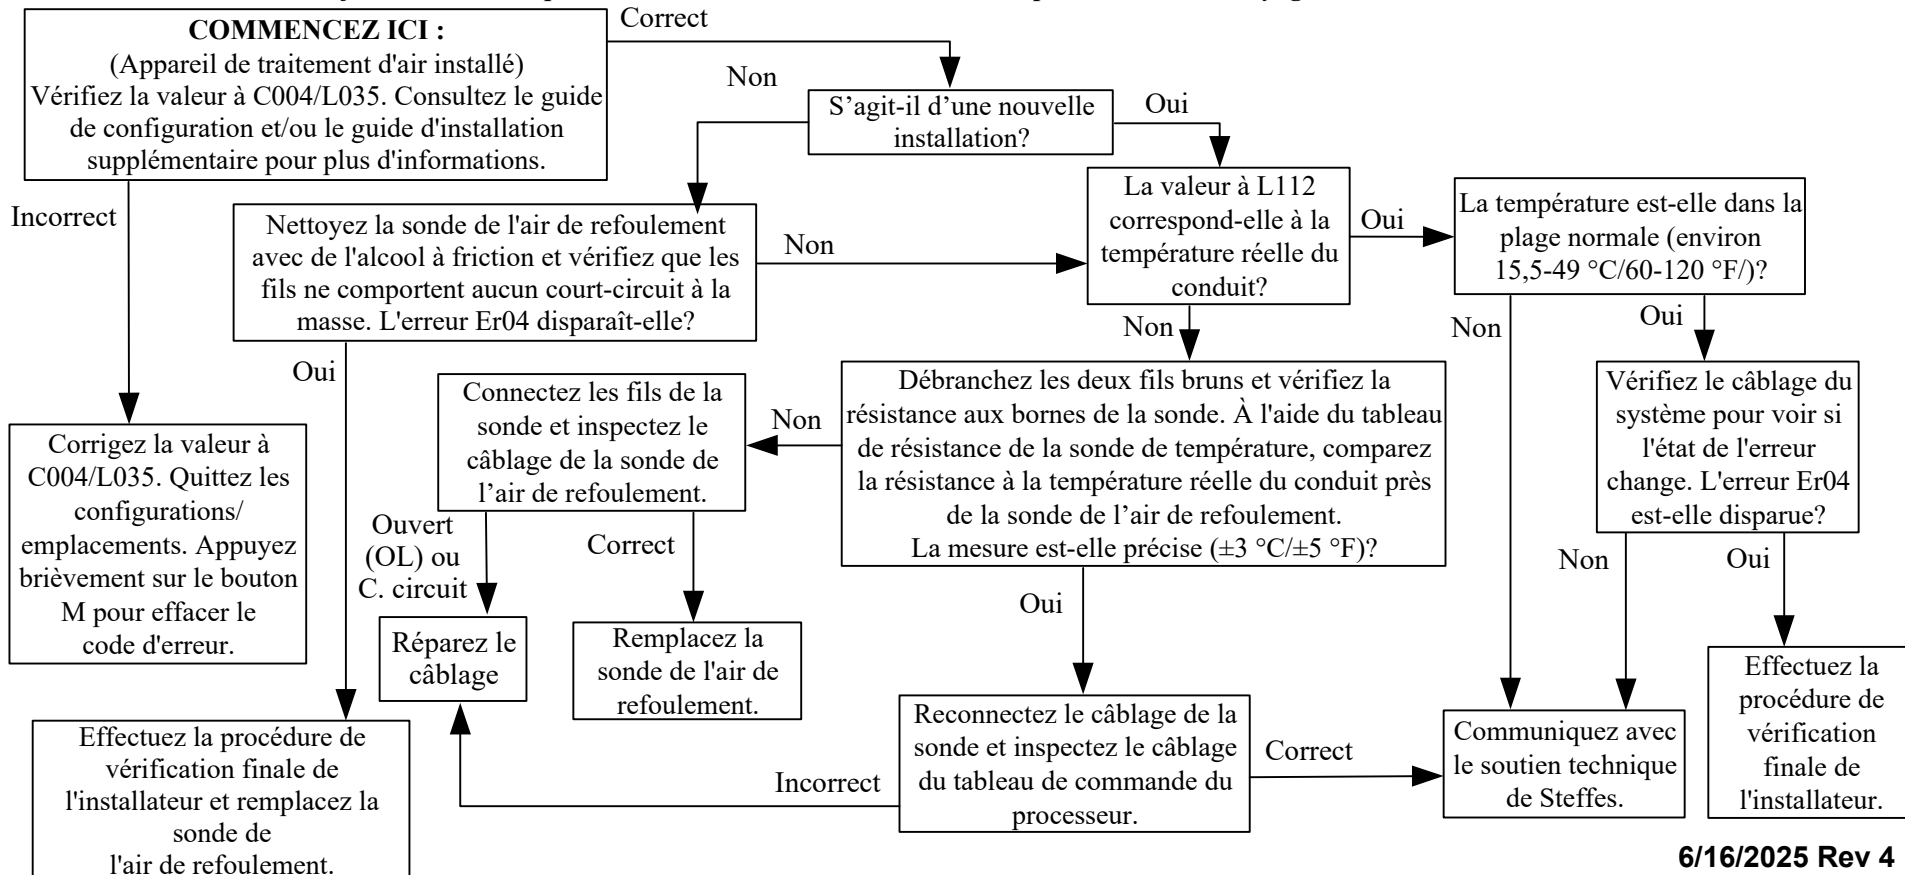 Correct
COMMENCEZ ICI :
(Appareil de traitement d'air installé)
Vérifiez la valeur à C004/L035. Consultez le guide
de configuration et/ou le guide d'installation
supplémentaire pour plus d'informations.
Non
S’agit-il d’une nouvelle
installation?
Oui
Incorrect
Nettoyez la sonde de l'air de refoulement
avec de l'alcool à friction et vérifiez que les
fils ne comportent aucun court-circuit à la
masse. L'erreur Er04 disparaît-elle?
Non
La valeur à L112
correspond-elle à la
température réelle du
conduit?
Oui
La température est-elle dans la
plage normale (environ
15,5-49 °C/60-120 °F/)?
Oui
Non
Non
Oui
Corrigez la valeur à
C004/L035. Quittez les
configurations/
emplacements. Appuyez
brièvement sur le bouton
M pour effacer le
code d'erreur.
Connectez les fils de la
sonde et inspectez le
câblage de la sonde de
l’air de refoulement.
Non
Débranchez les deux fils bruns et vérifiez la
résistance aux bornes de la sonde. À l'aide du tableau
de résistance de la sonde de température, comparez
la résistance à la température réelle du conduit près
de la sonde de l’air de refoulement.
La mesure est-elle précise (±3 °C/±5 °F)?
Vérifiez le câblage du
système pour voir si
l'état de l'erreur
change. L'erreur Er04
est-elle disparue?
Ouvert
(OL) ou
C. circuit
Correct
Oui
Non
Oui
Réparez le
câblage
Remplacez la
sonde de l'air de
refoulement.
Effectuez la procédure de
vérification finale de
l'installateur et remplacez la
sonde de
l'air de refoulement.
Incorrect
Reconnectez le câblage de la
sonde et inspectez le câblage
du tableau de commande du
processeur.
Correct
Communiquez avec
le soutien technique
de Steffes.
Effectuez la
procédure de
vérification
finale de
l'installateur.
6/16/2025 Rev 4